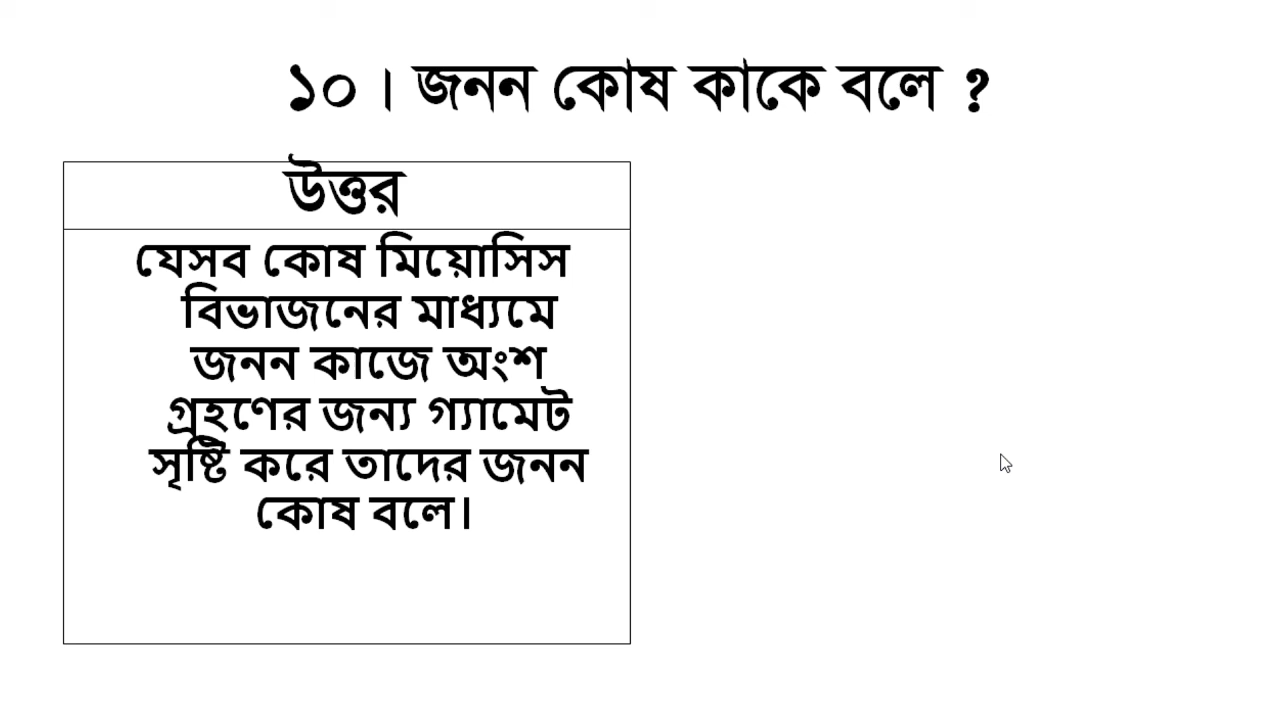 ১০ । জনন কোষ কাকে বলে ?
উত্তর
যেসব কোষ মিয়োসিস
বিভাজনের মাধ্যমে
জনন কাজে অংশ
গ্রহণের জন্য গ্যামেট
সৃষ্টি করে তাদের জনন
কোষ বলে।